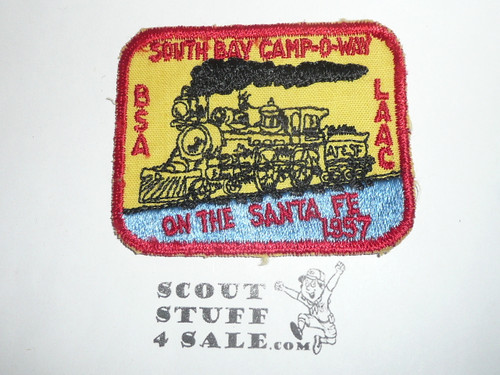 SOUTH BAY CAMP-O-WAY
BSA
LAAC
AT&SF
ON THE SANTA FE
1957
SCOUT
STUFF
4 SALE.COM